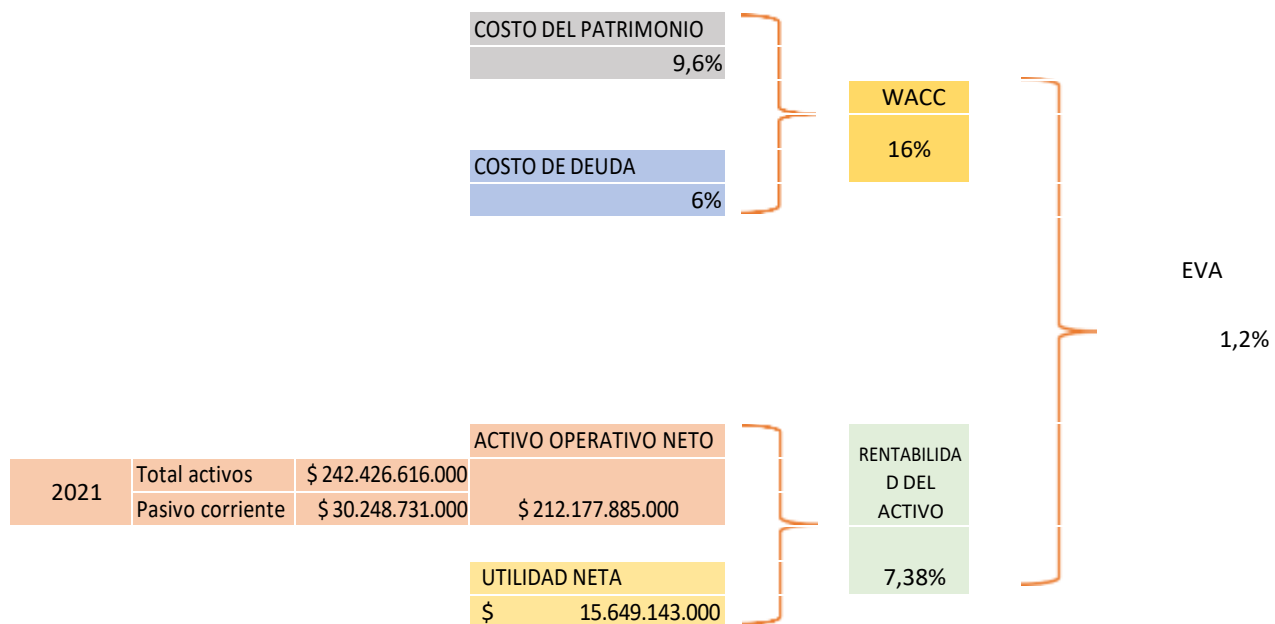 COSTO DEL PATRIMONIO
9,6%
WACC
16%
COSTO DE DEUDA
6%
EVA
1,2%
ACTIVO OPERATIVO NETO
RENTABILIDA
D DEL
ACTIVO
2021
Total activos $ 242.426.616.000
Pasivo corriente $ 30.248.731.000 $ 212.177.885.000
UTILIDAD NETA
7,38%
$ 15.649.143.000